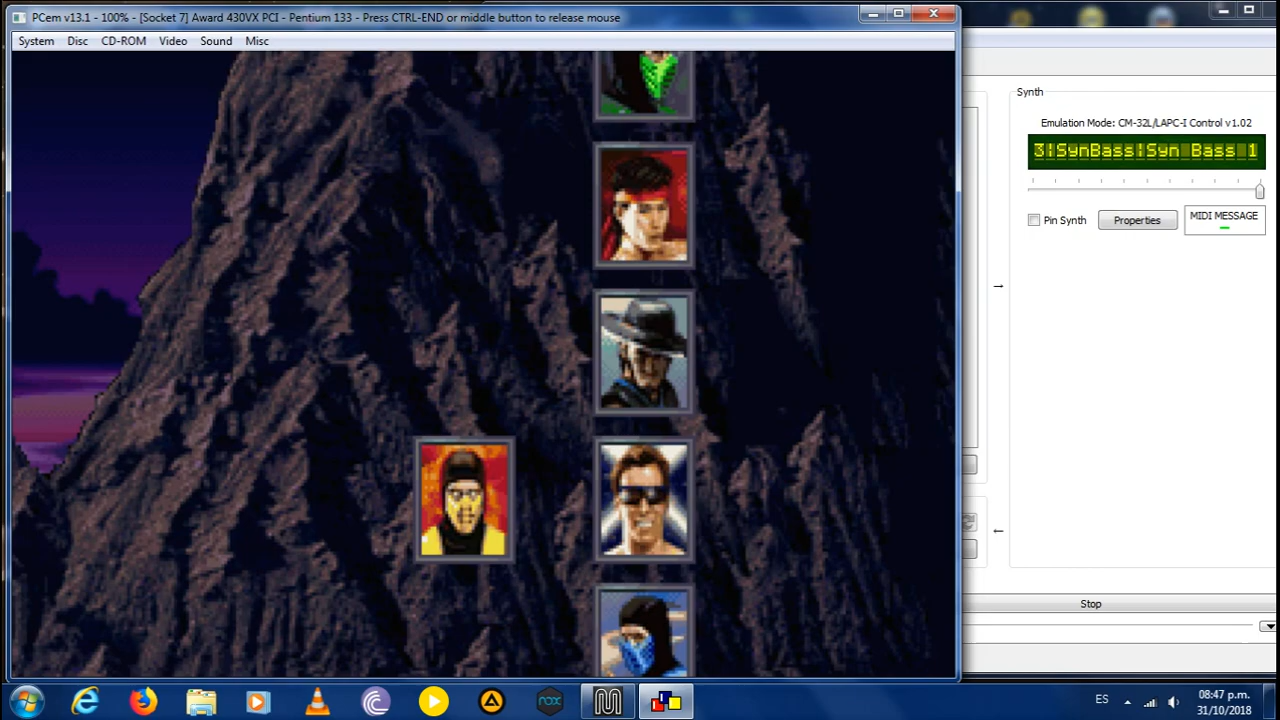 PCem v13.1 - 100% - [Socket 7] Award 430VX PCI - Pentium 133 - Press CTRL-END or middle button to release mouse
System Disc CD-ROM Video Sound Misc
Synth
Emulation Mode: CM-32L/LAPC-I Control v1.02
3|SynBass|Syn Bass 1
Pin Synth
Properties
MIDI MESSAGE
Stop
nox
ES
08:47 p.m.
31/10/2018